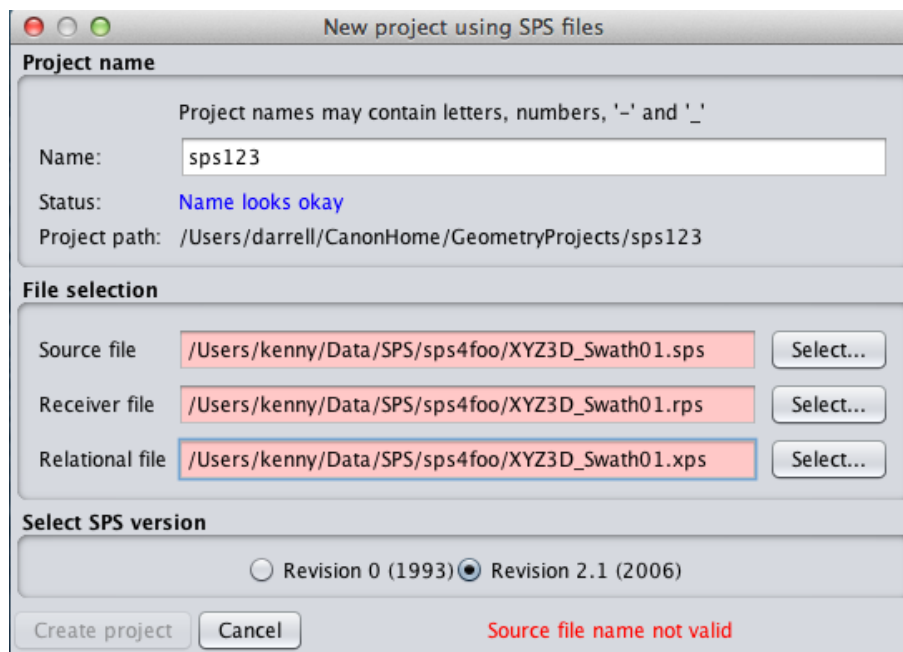 New project using SPS files
Project name
Project names may contain letters, numbers, '-' and '_'
Name: sps123
Status: Name looks okay
Project path: /Users/darrell/CanonHome/GeometryProjects/sps123
File selection
Source file /Users/kenny/Data/SPS/sps4foo/XYZ3D_Swath01.sps Select...
Receiver file /Users/kenny/Data/SPS/sps4foo/XYZ3D_Swath01.rps Select...
Relational file /Users/kenny/Data/SPS/sps4foo/XYZ3D_Swath01.xps Select...
Select SPS version
Revision 0 (1993) Revision 2.1 (2006)
Create project Cancel Source file name not valid